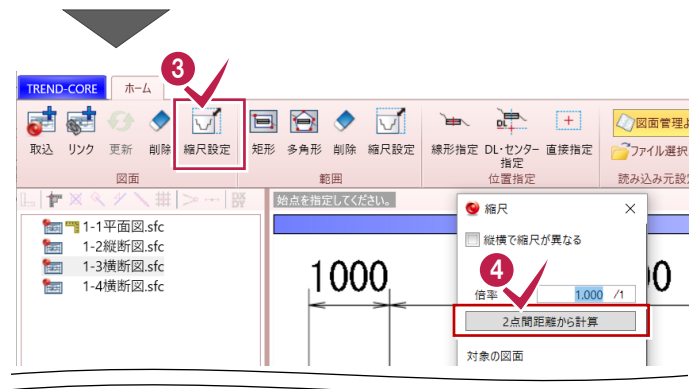 3
TREND-CORE ホーム
取込 リンク 更新 削除 縮尺設定 矩形 多角形 削除 縮尺設定 線形指定 DL・センター指定 直接指定
図面管理
ファイル選択
図面 範囲 位置指定 読み込み元設
始点を指定してください。
1-1平面図.sfc
1-2縦断図.sfc
1-3横断図.sfc
1-4横断図.sfc
1000
縮尺
縦横で縮尺が異なる
4
倍率 1.000 /1
2点間距離から計算
対象の図面